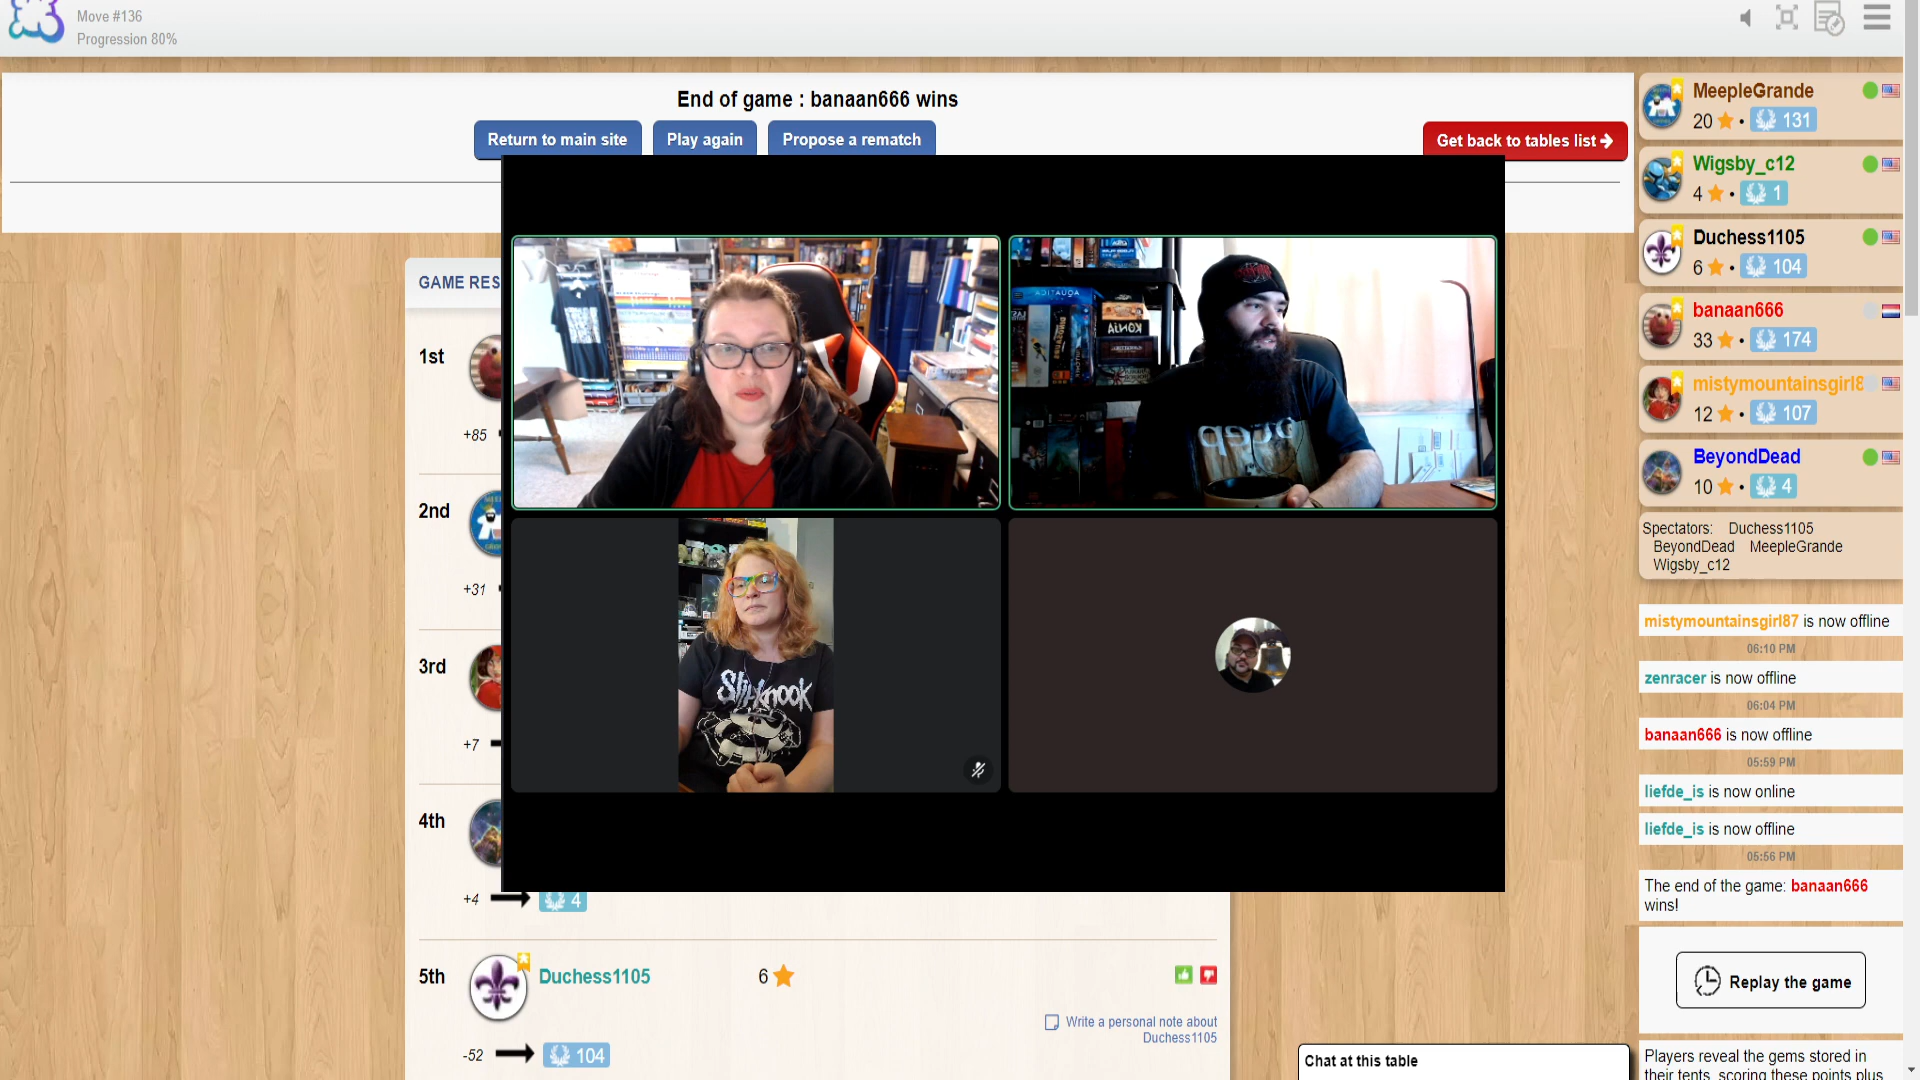 Move #136
Progression 80%
End of game : banaan666 wins
Return to main site
Play again
Propose a rematch
Get back to tables list
GAME RES
1st
+85
2nd
+31
3rd
+7
4th
+4
4
5th
Duchess1105
6
-52
104
Write a personal note about
Duchess1105
AQUATICA
KONJA
DINOSAUR
Slipknook
MeepleGrande
20 • 131
Wigsby_c12
4 • 1
Duchess1105
6 • 104
banaan666
33 • 174
mistymountainsgirl8
12 • 107
BeyondDead
10 • 4
Spectators: Duchess1105
BeyondDead MeepleGrande
Wigsby_c12
mistymountainsgirl87 is now offline
06:10 PM
zenracer is now offline
06:04 PM
banaan666 is now offline
05:59 PM
liefde_is is now online
liefde_is is now offline
05:56 PM
The end of the game: banaan666
wins!
Replay the game
Players reveal the gems stored in
their tents, scoring these points plus
Chat at this table